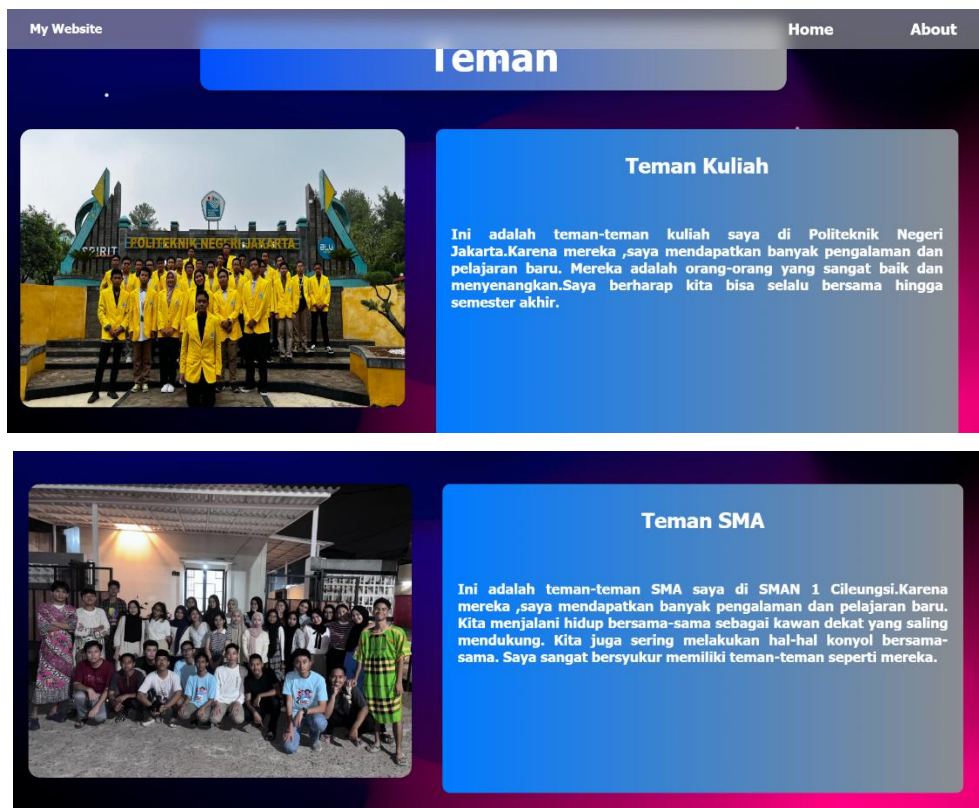 My Website
Home
About
Teman
SPIRIT
POLITEKNIK NEGERI JAKARTA
BLU
Teman Kuliah
Ini adalah teman-teman kuliah saya di Politeknik Negeri
Jakarta.Karena mereka ,saya mendapatkan banyak pengalaman dan
pelajaran baru. Mereka adalah orang-orang yang sangat baik dan
menyenangkan.Saya berharap kita bisa selalu bersama hingga
semester akhir.
Teman SMA
Ini adalah teman-teman SMA saya di SMAN 1 Cileungsi.Karena
mereka ,saya mendapatkan banyak pengalaman dan pelajaran baru.
Kita menjalani hidup bersama-sama sebagai kawan dekat yang saling
mendukung. Kita juga sering melakukan hal-hal konyol bersama-
sama. Saya sangat bersyukur memiliki teman-teman seperti mereka.